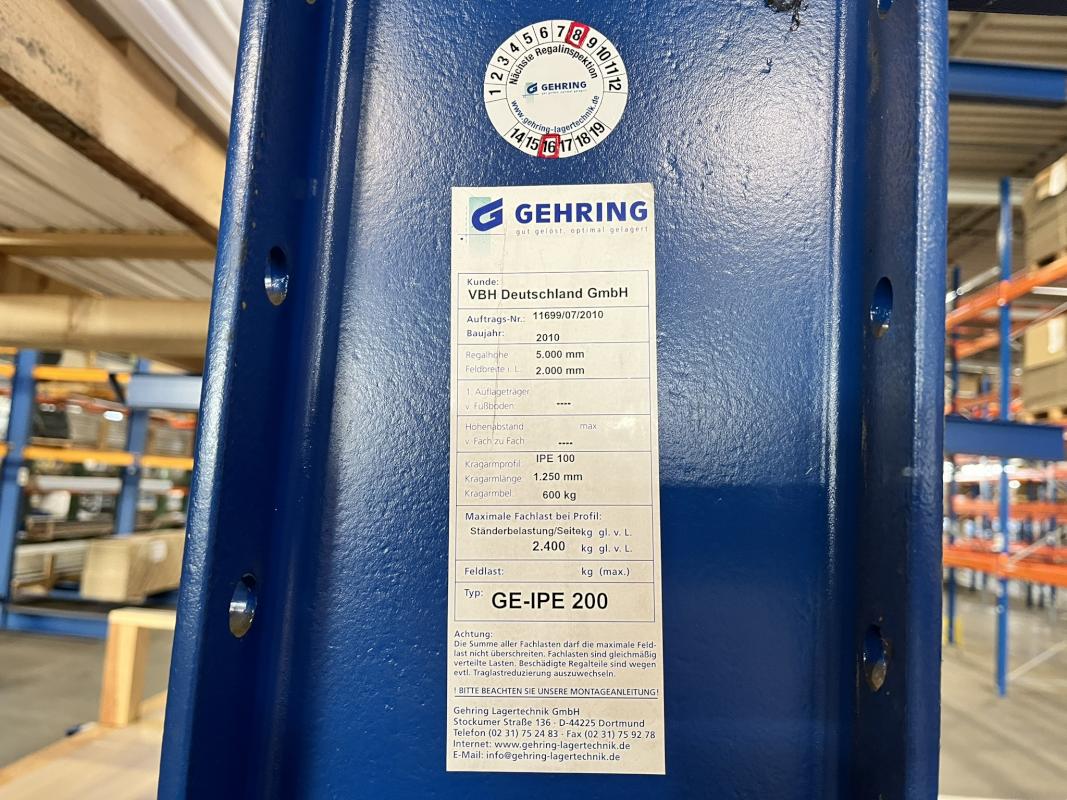 1 2 3 4 5 6 7 8 9 10 11 12
Nächste Regalinspektion
GEHRING
gut gelöst, optimal gelagert
www.gehring-lagertechnik.de
14 15 16 17 18 19
GEHRING
gut gelöst, optimal gelagert
Kunde:
VBH Deutschland GmbH
Auftrags-Nr.: 11699/07/2010
Baujahr: 2010
Regalhöhe 5.000 mm
Feldbreite i. L. 2.000 mm
1. Auflageträger
v. Fußboden: ----
Höhenabstand max
v. Fach zu Fach ----
Kragarmprofil: IPE 100
Kragarmlänge 1.250 mm
Kragarmbel. 600 kg
Maximale Fachlast bei Profil:
Ständerbelastung/Seite kg gl. v. L.
2.400 kg gl. v. L.
Feldlast: kg (max.)
Typ: GE-IPE 200
Achtung:
Die Summe aller Fachlasten darf die maximale Feld-
last nicht überschreiten. Fachlasten sind gleichmäßig
verteilte Lasten. Beschädigte Regalteile sind wegen
evtl. Traglastreduzierung auszuwechseln.
! BITTE BEACHTEN SIE UNSERE MONTAGEANLEITUNG!
Gehring Lagertechnik GmbH
Stockumer Straße 136 · D-44225 Dortmund
Telefon (02 31) 75 24 83 · Fax (02 31) 75 92 78
Internet: www.gehring-lagertechnik.de
E-Mail: info@gehring-lagertechnik.de